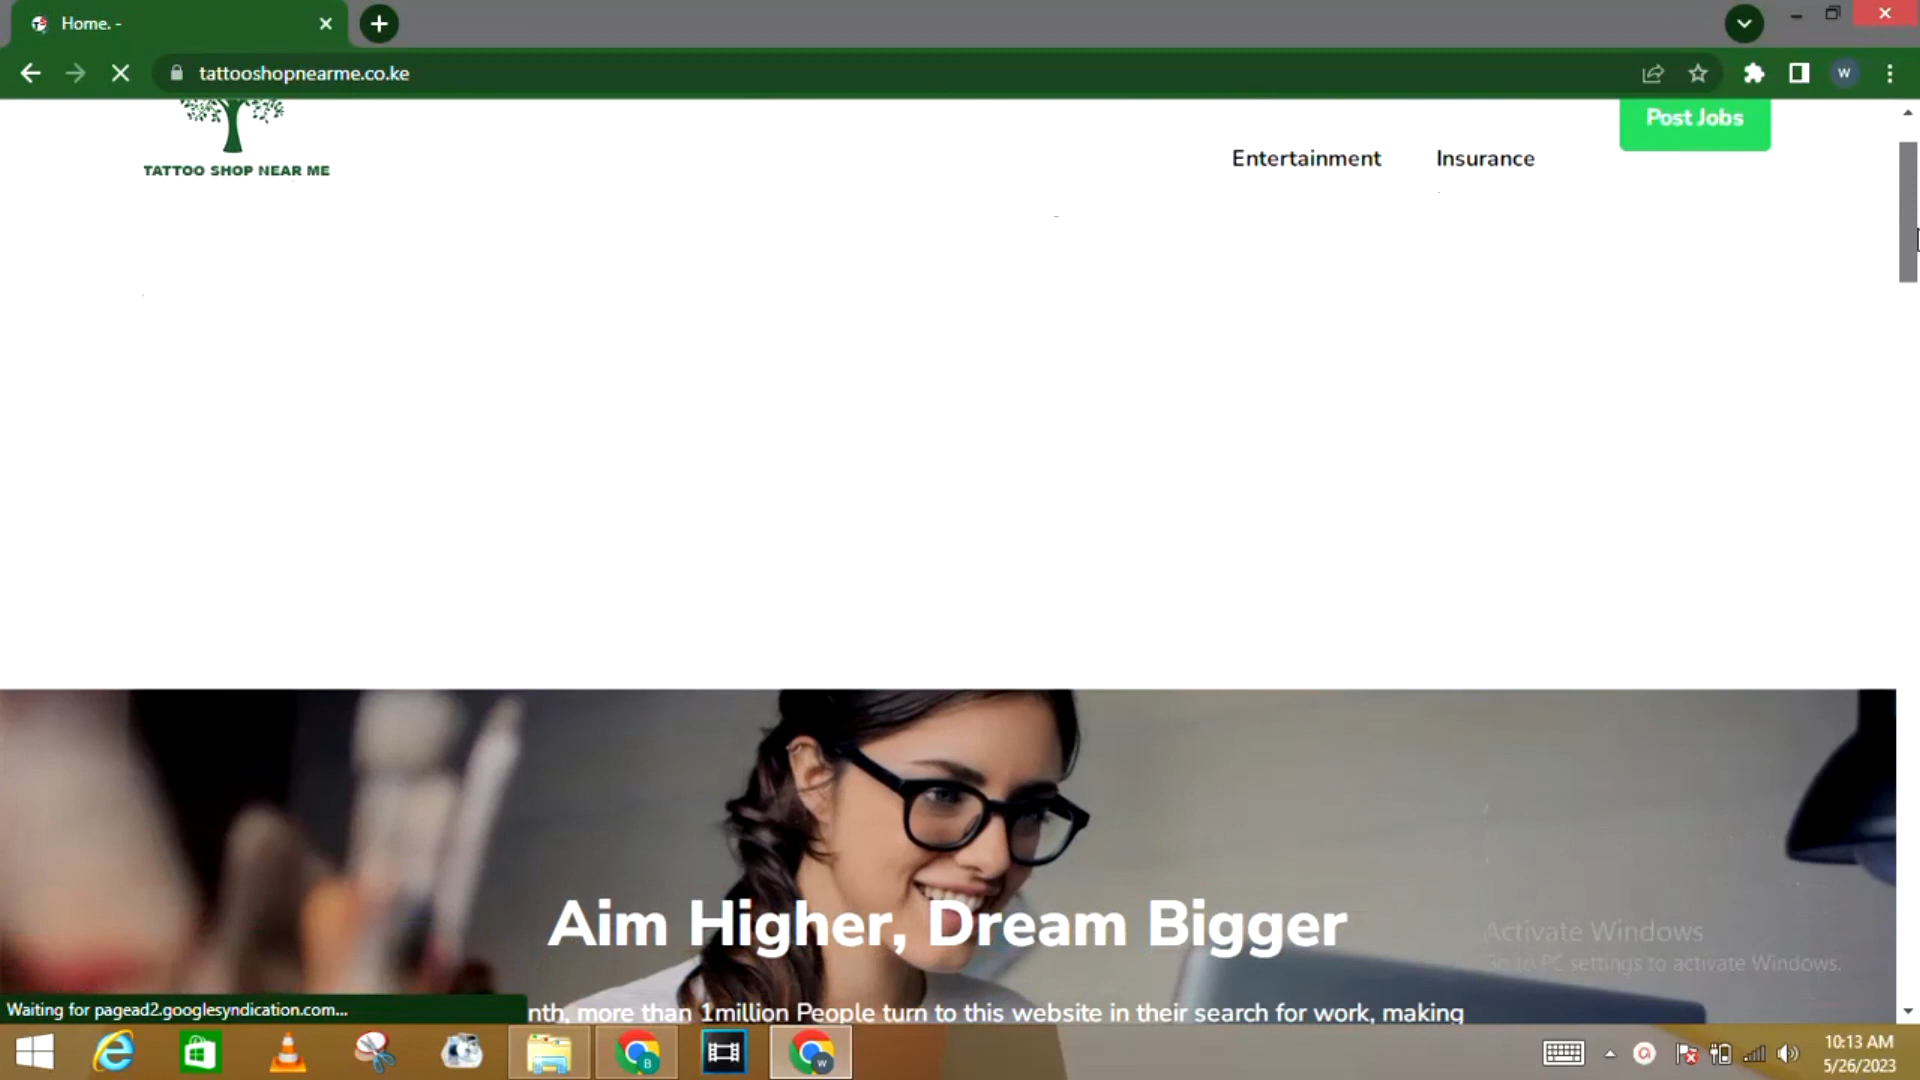 Home. -
tattooshopnearme.co.ke
W
Post Jobs
TATTOO SHOP NEAR ME
Entertainment
Insurance
Aim Higher, Dream Bigger
Activate Windows
Go to PC settings to activate Windows.
Waiting for pagead2.googlesyndication.com...
nth, more than 1million People turn to this website in their search for work, making
B
W
10:13 AM
5/26/2023